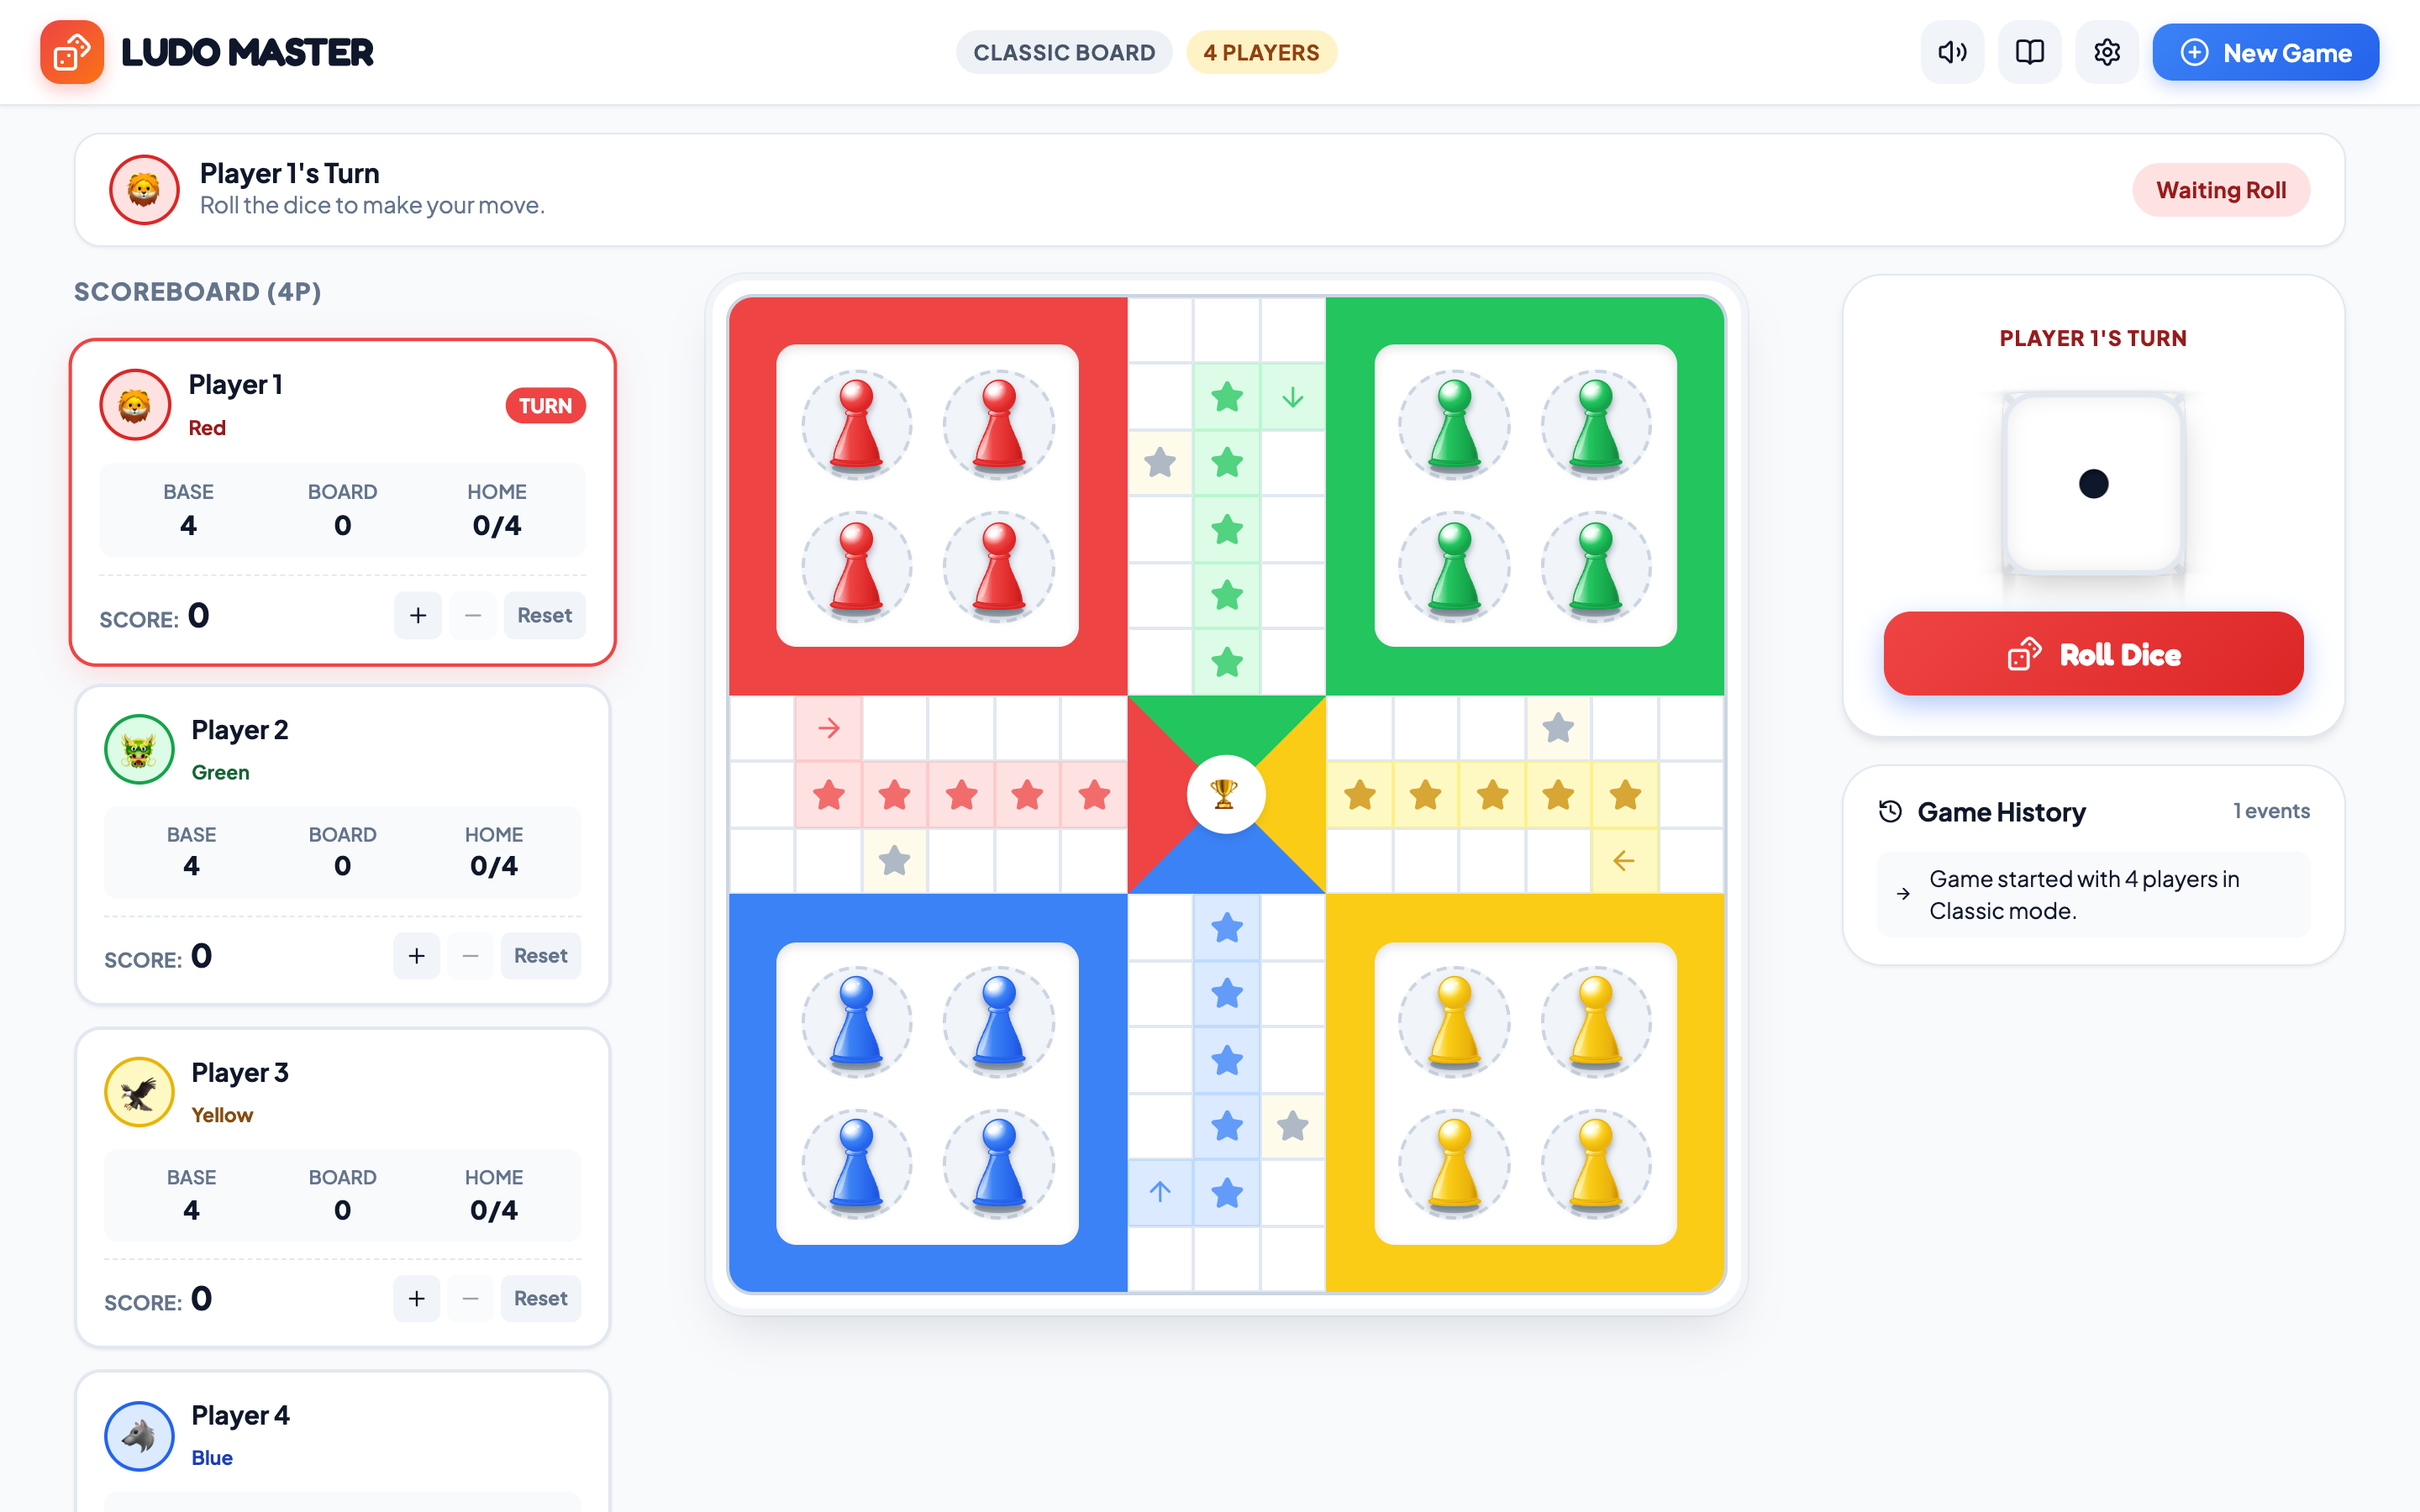 LUDO MASTER
CLASSIC BOARD
4 PLAYERS
New Game
Player 1's Turn
Roll the dice to make your move.
Waiting Roll
SCOREBOARD (4P)
Player 1
Red
TURN
BASE BOARD HOME
4 0 0/4
SCORE: 0
+ − Reset
Player 2
Green
BASE BOARD HOME
4 0 0/4
SCORE: 0
+ − Reset
Player 3
Yellow
BASE BOARD HOME
4 0 0/4
SCORE: 0
+ − Reset
Player 4
Blue
PLAYER 1'S TURN
Roll Dice
Game History
1 events
Game started with 4 players in
Classic mode.